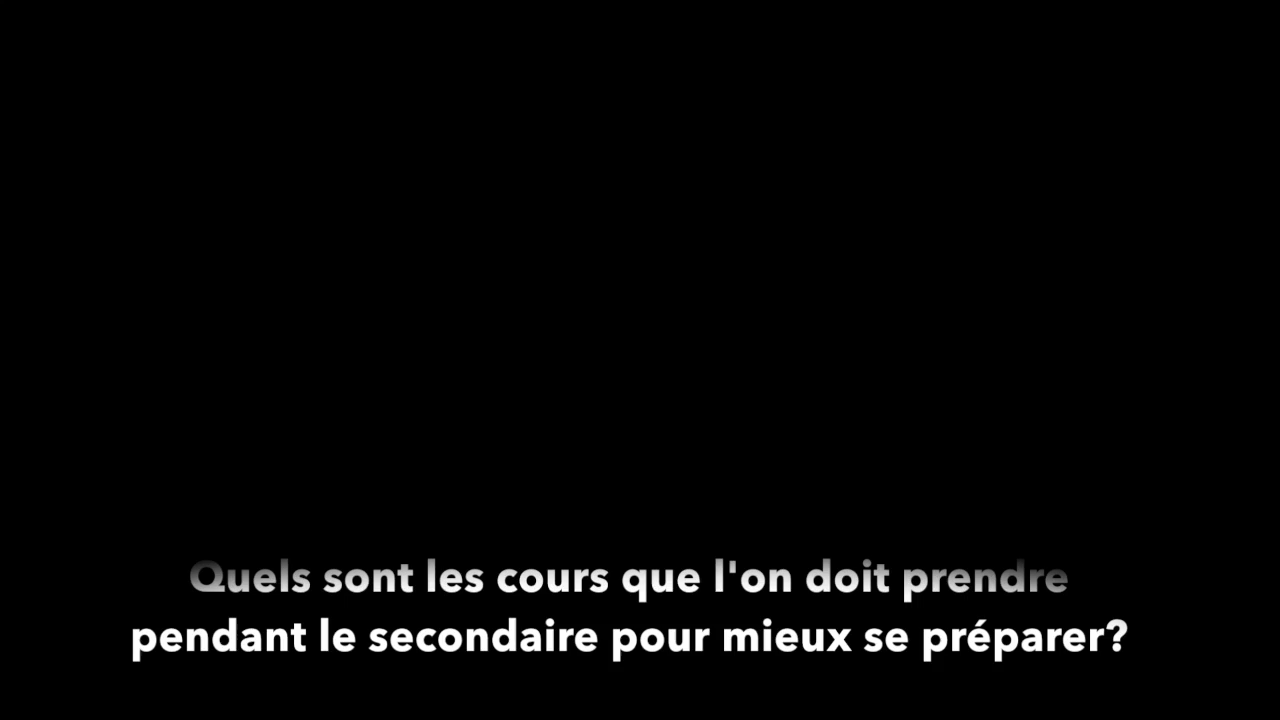 Quels sont les cours que l'on doit prendre
pendant le secondaire pour mieux se préparer?